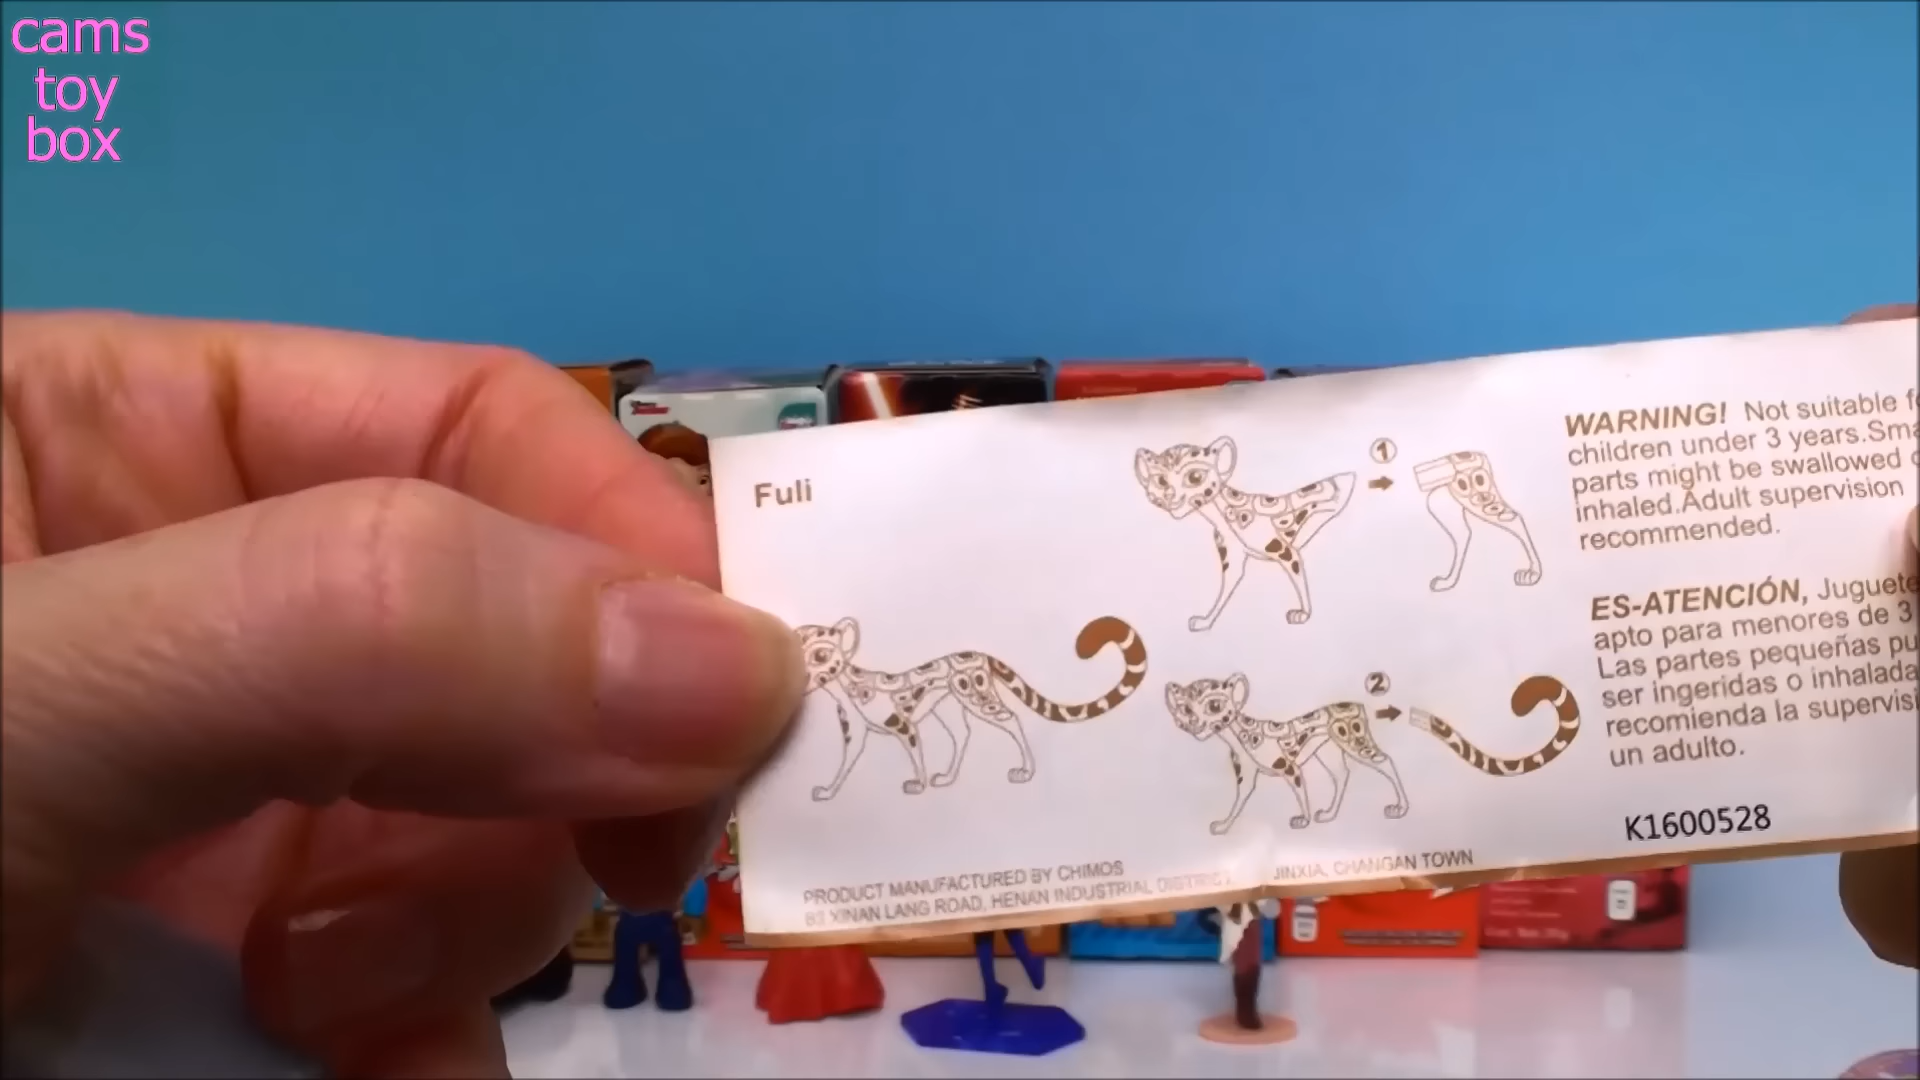 cams
toy
box
Fuli
1
2
WARNING! Not suitable
children under 3 years.Sma
parts might be swallowed
inhaled.Adult supervision
recommended.
ES-ATENCIÓN, Juguete
apto para menores de 3
Las partes pequeñas pu
ser ingeridas o inhalada
recomienda la supervisi
un adulto.
K1600528
PRODUCT MANUFACTURED BY CHIMOS
83 XINAN LANG ROAD, HENAN INDUSTRIAL DISTRICT, JINXIA, CHANGAN TOWN